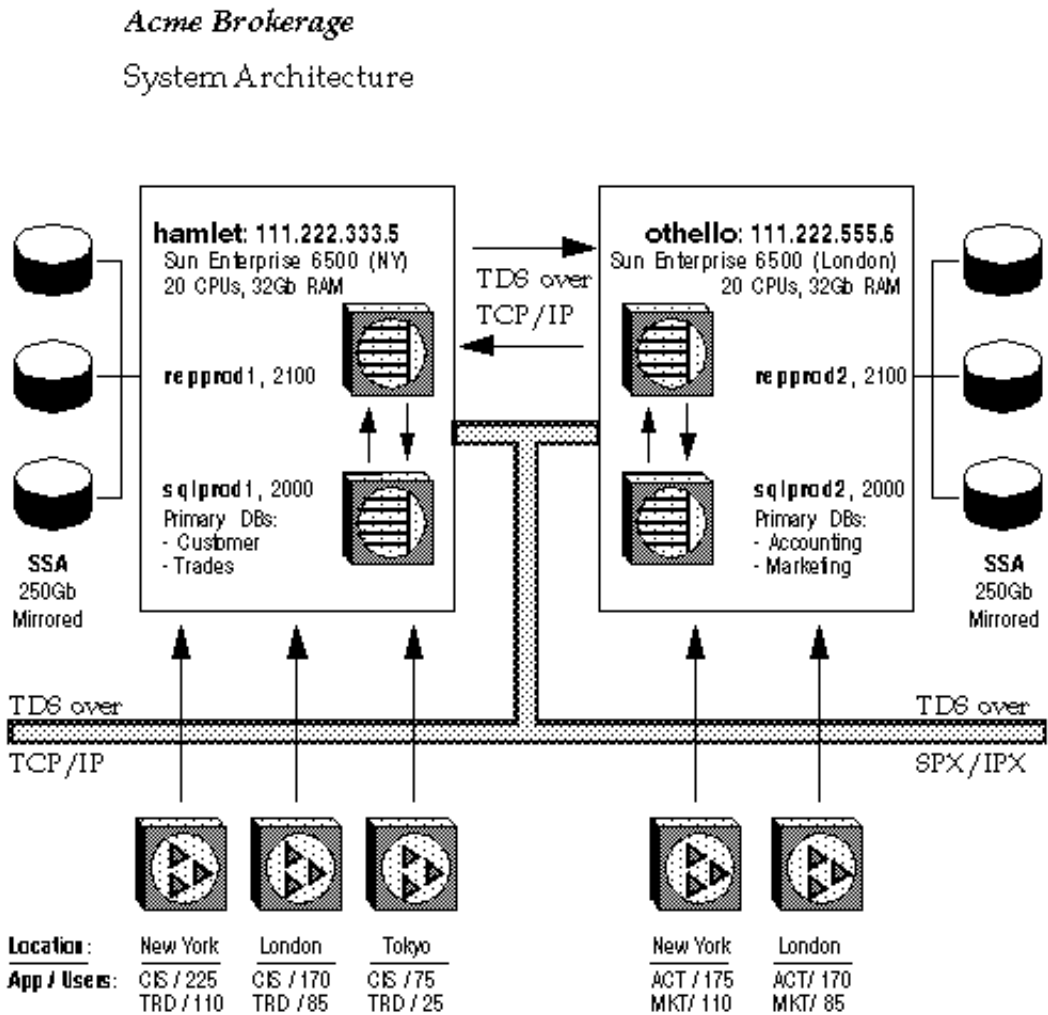 Acme Brokerage
System Architecture
hamlet: 111.222.333.5
Sun Enterprise 6500 (NY)
20 CPUs, 32Gb RAM
repprod1, 2100
sqlprod1, 2000
Primary DBs:
- Customer
- Trades
SSA
250Gb
Mirrored
TDS over
TCP/IP
othello: 111.222.555.6
Sun Enterprise 6500 (London)
20 CPUs, 32Gb RAM
repprod2, 2100
sqlprod2, 2000
Primary DBs:
- Accounting
- Marketing
SSA
250Gb
Mirrored
TDS over
TCP/IP
TDS over
SPX/IPX
Location: New York London Tokyo New York London
App / Users: CIS / 225 CIS / 170 CIS / 75 ACT / 175 ACT/ 170
TRD / 110 TRD / 85 TRD / 25 MKT/ 110 MKT/ 85